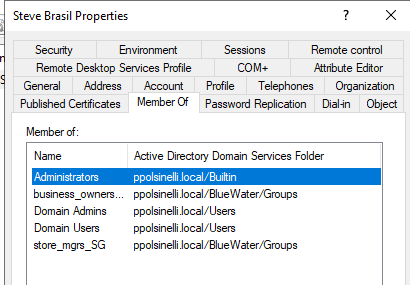 Steve Brasil Properties ? ×
Security Environment Sessions Remote control
Remote Desktop Services Profile COM+ Attribute Editor
General Address Account Profile Telephones Organization
Published Certificates Member Of Password Replication Dial-in Object
Member of:
Name Active Directory Domain Services Folder
Administrators ppolsinelli.local/Builtin
business_owners... ppolsinelli.local/BlueWater/Groups
Domain Admins ppolsinelli.local/Users
Domain Users ppolsinelli.local/Users
store_mgrs_SG ppolsinelli.local/BlueWater/Groups